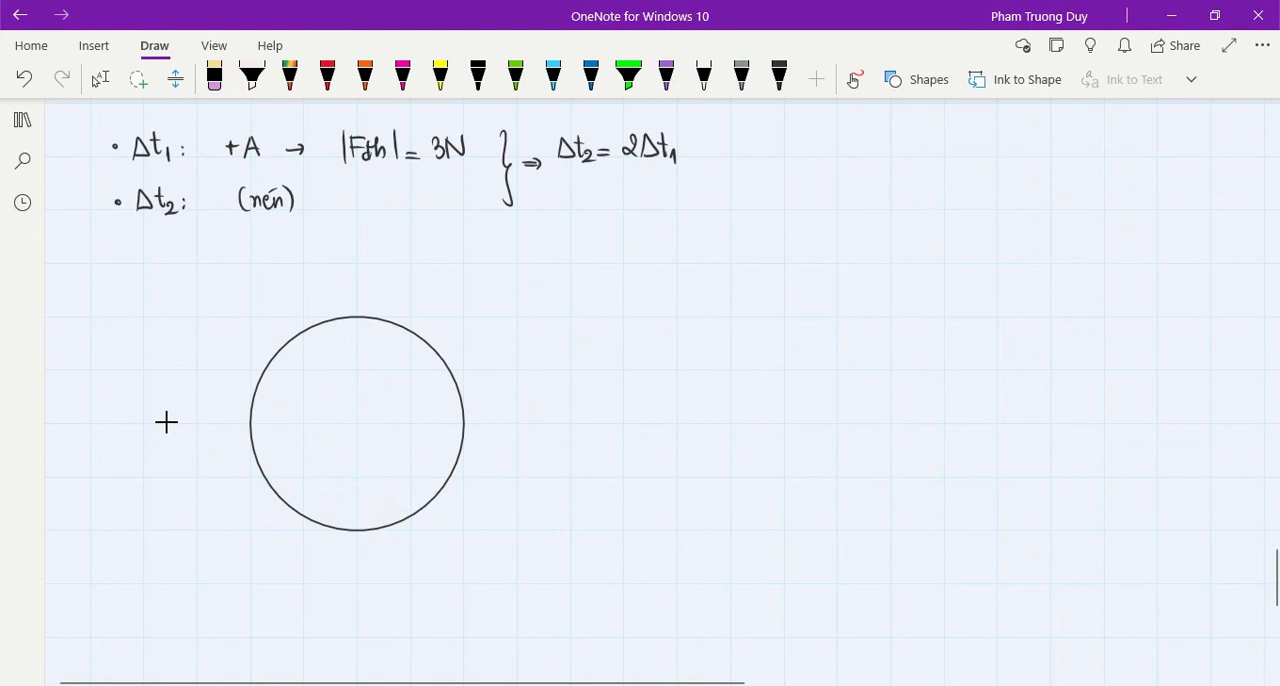 OneNote for Windows 10
Pham Truong Duy
Home Insert Draw View Help
Share
Shapes
Ink to Shape
Ink to Text
• Δt₁: +A → |Fđh| = 3N } ⇒ Δt₂ = 2Δt₁
• Δt₂: (nén)